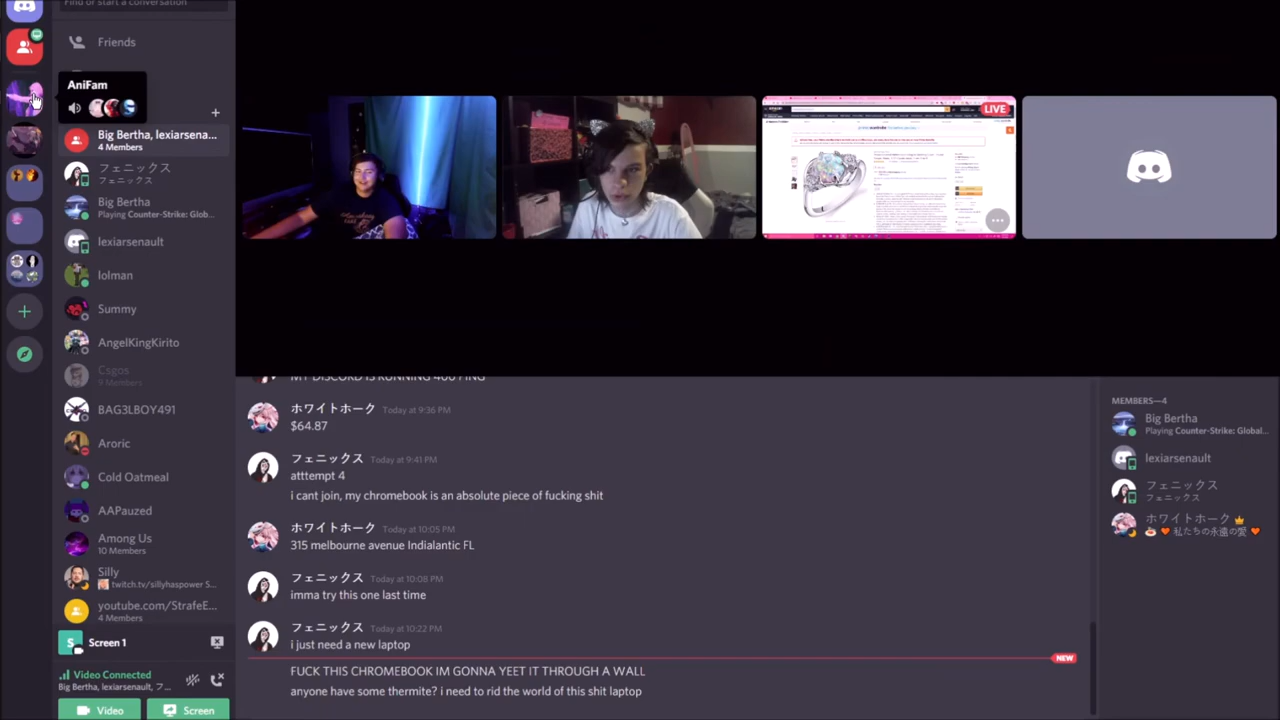 Find or start a conversation
Friends
AniFam
Big Bertha, lexiarsena...
4 Members
フェニックス
フェニックス
Big Bertha
Playing Counter-Strike: Glob...
lexiarsenault
lolman
Summy
AngelKingKirito
Csgos
9 Members
BAG3LBOY491
Aroric
Cold Oatmeal
AAPauzed
Among Us
10 Members
Silly
twitch.tv/sillyhaspower S...
youtube.com/StrafeE...
4 Members
S
Screen 1
Video Connected
Big Bertha, lexiarsenault, フ...
Video
Screen
LIVE
MY DISCORD IS RUNNING 400 PING
ホワイトホーク Today at 9:36 PM
$64.87
フェニックス Today at 9:41 PM
atttempt 4
i cant join, my chromebook is an absolute piece of fucking shit
ホワイトホーク Today at 10:05 PM
315 melbourne avenue Indialantic FL
フェニックス Today at 10:08 PM
imma try this one last time
フェニックス Today at 10:22 PM
i just need a new laptop
NEW
FUCK THIS CHROMEBOOK IM GONNA YEET IT THROUGH A WALL
anyone have some thermite? i need to rid the world of this shit laptop
MEMBERS—4
Big Bertha
Playing Counter-Strike: Global...
lexiarsenault
フェニックス
フェニックス
ホワイトホーク
私たちの永遠の愛